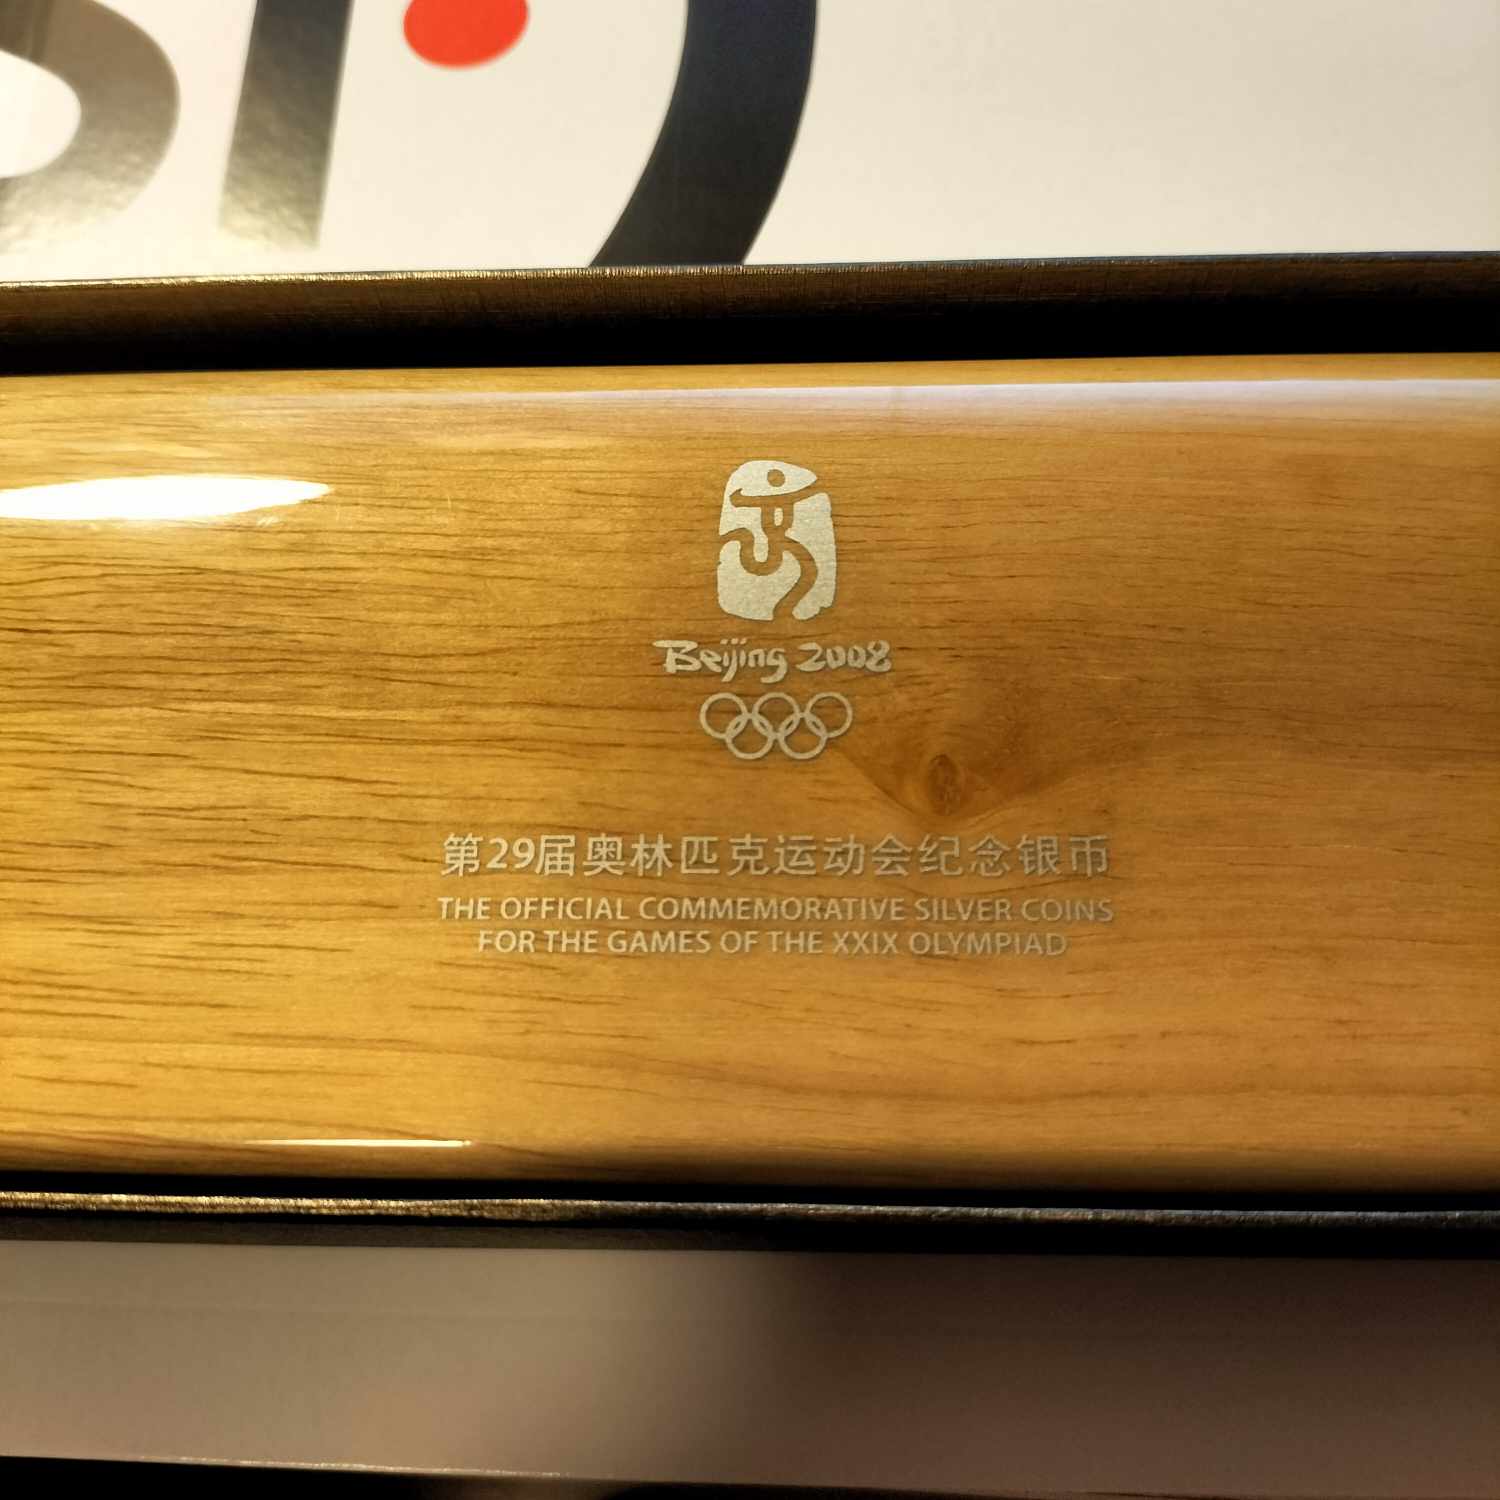 Beijing 2008
第29届奥林匹克运动会纪念银币
THE OFFICIAL COMMEMORATIVE SILVER COINS
FOR THE GAMES OF THE XXIX OLYMPIAD